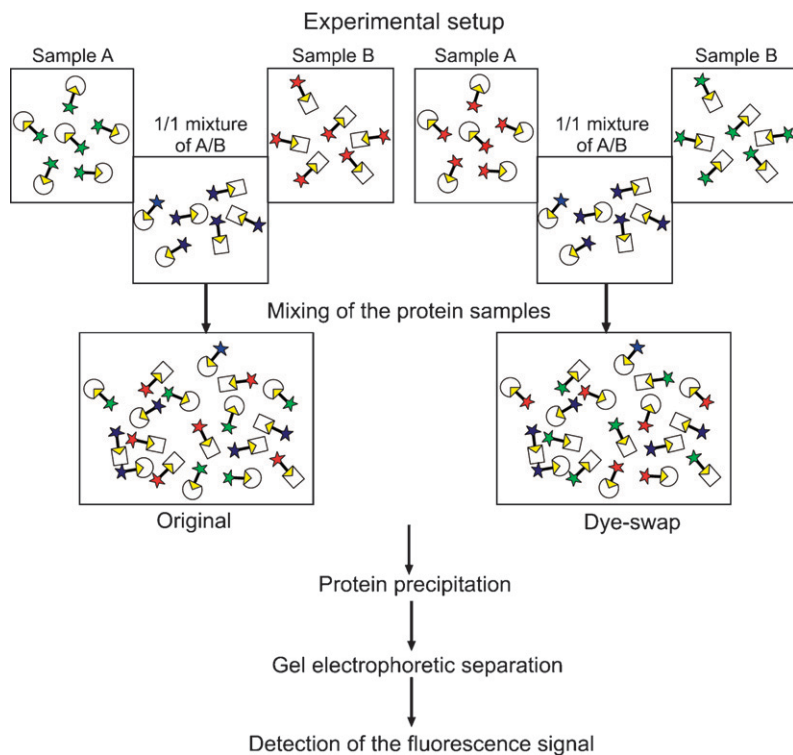 Experimental setup
Sample A
Sample B
Sample A
Sample B
1/1 mixture
of A/B
1/1 mixture
of A/B
Mixing of the protein samples
Original
Dye-swap
Protein precipitation
Gel electrophoretic separation
Detection of the fluorescence signal